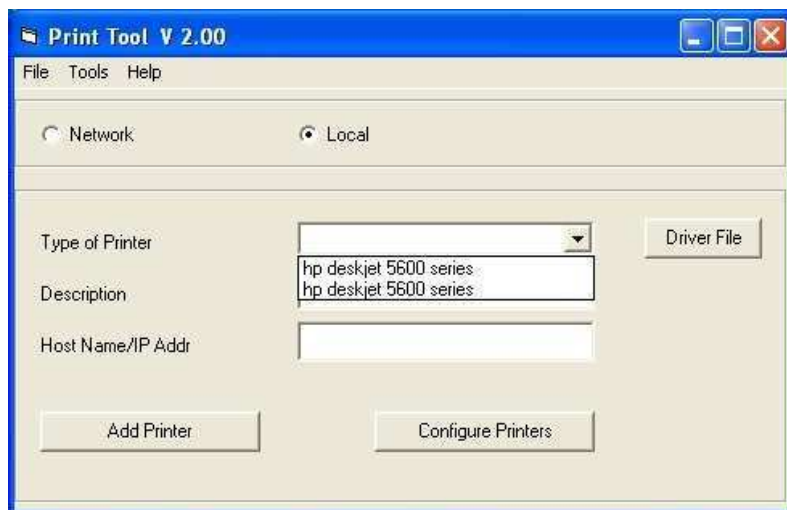 Print Tool V 2.00
File Tools Help
Network Local
Type of Printer Driver File
hp deskjet 5600 series
hp deskjet 5600 series
Description
Host Name/IP Addr
Add Printer Configure Printers